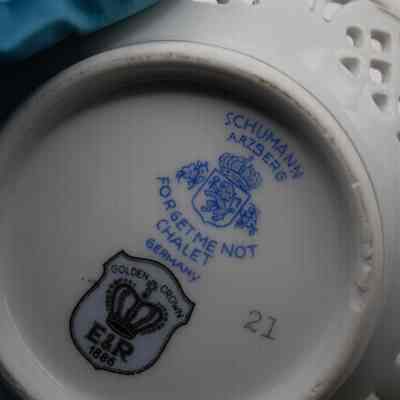 SCHUMANN
ARZBERG
FORGET ME NOT
CHALET
GERMANY
GOLDEN CROWN
E&R
1886
21